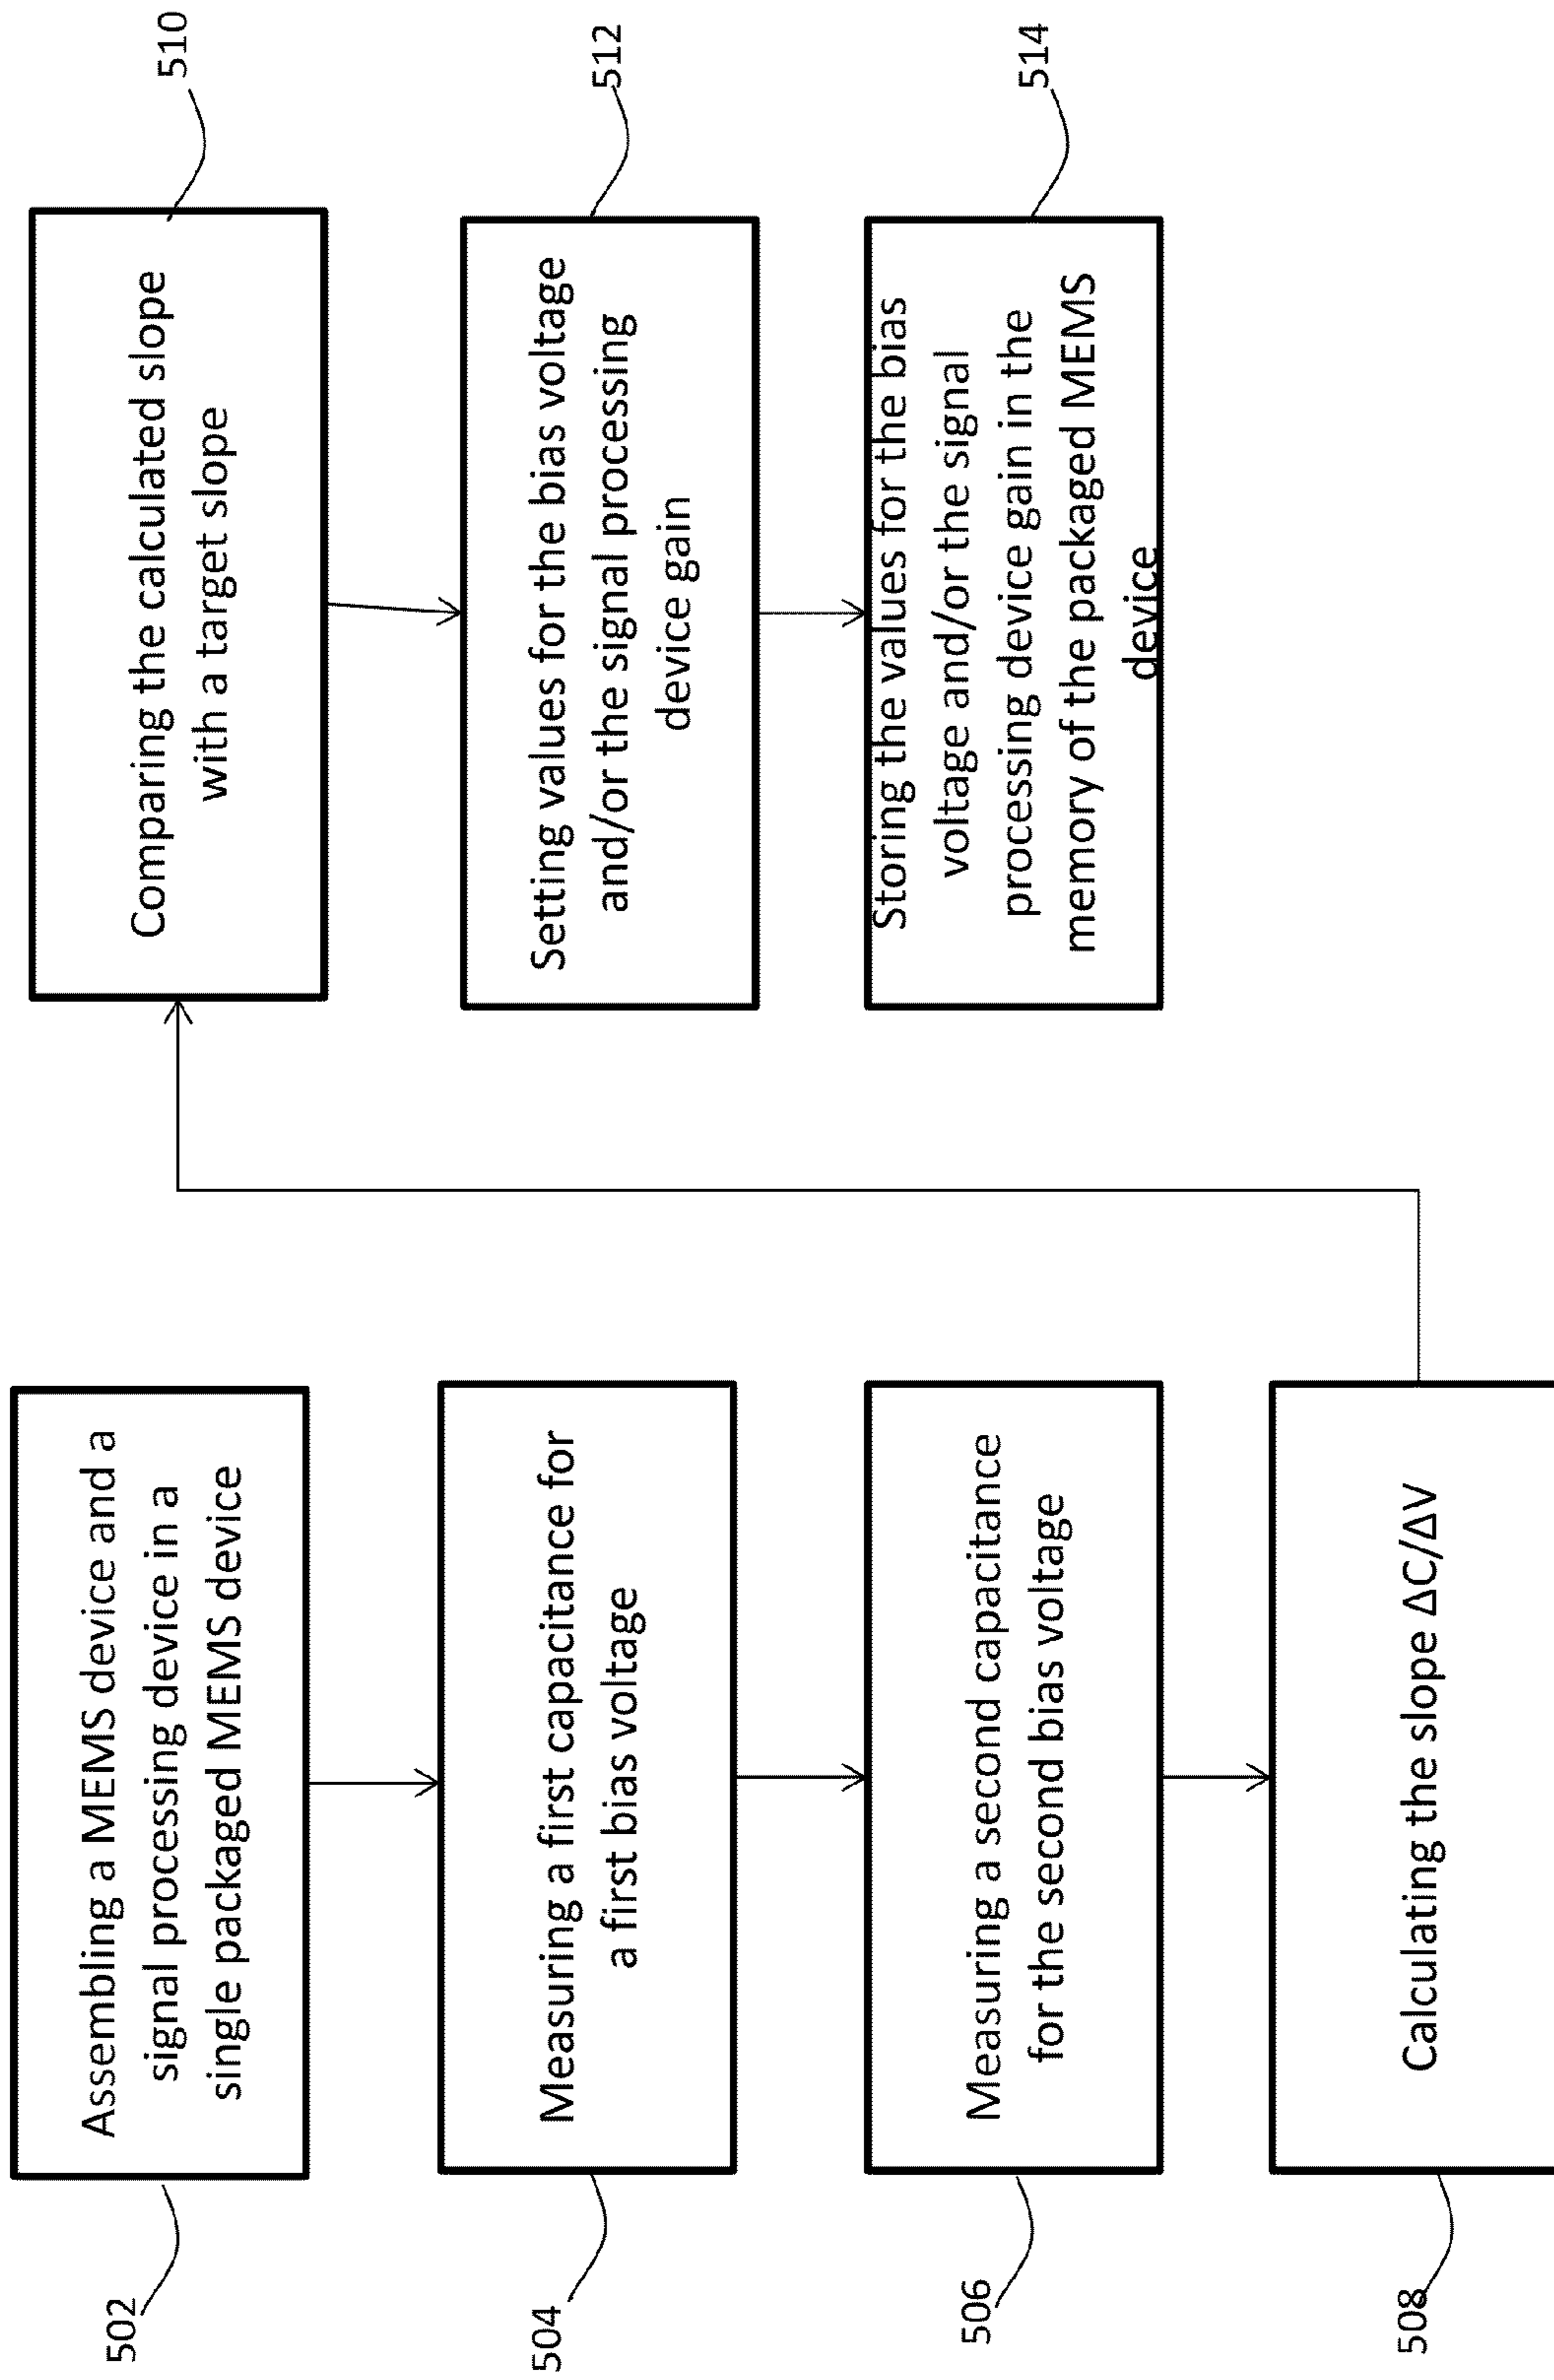 502
Assembling a MEMS device and a
signal processing device in a
single packaged MEMS device
504
Measuring a first capacitance for
a first bias voltage
506
Measuring a second capacitance
for the second bias voltage
508
Calculating the slope ΔC/ΔV
510
Comparing the calculated slope
with a target slope
512
Setting values for the bias voltage
and/or the signal processing
device gain
514
Storing the values for the bias
voltage and/or the signal
processing device gain in the
memory of the packaged MEMS
device